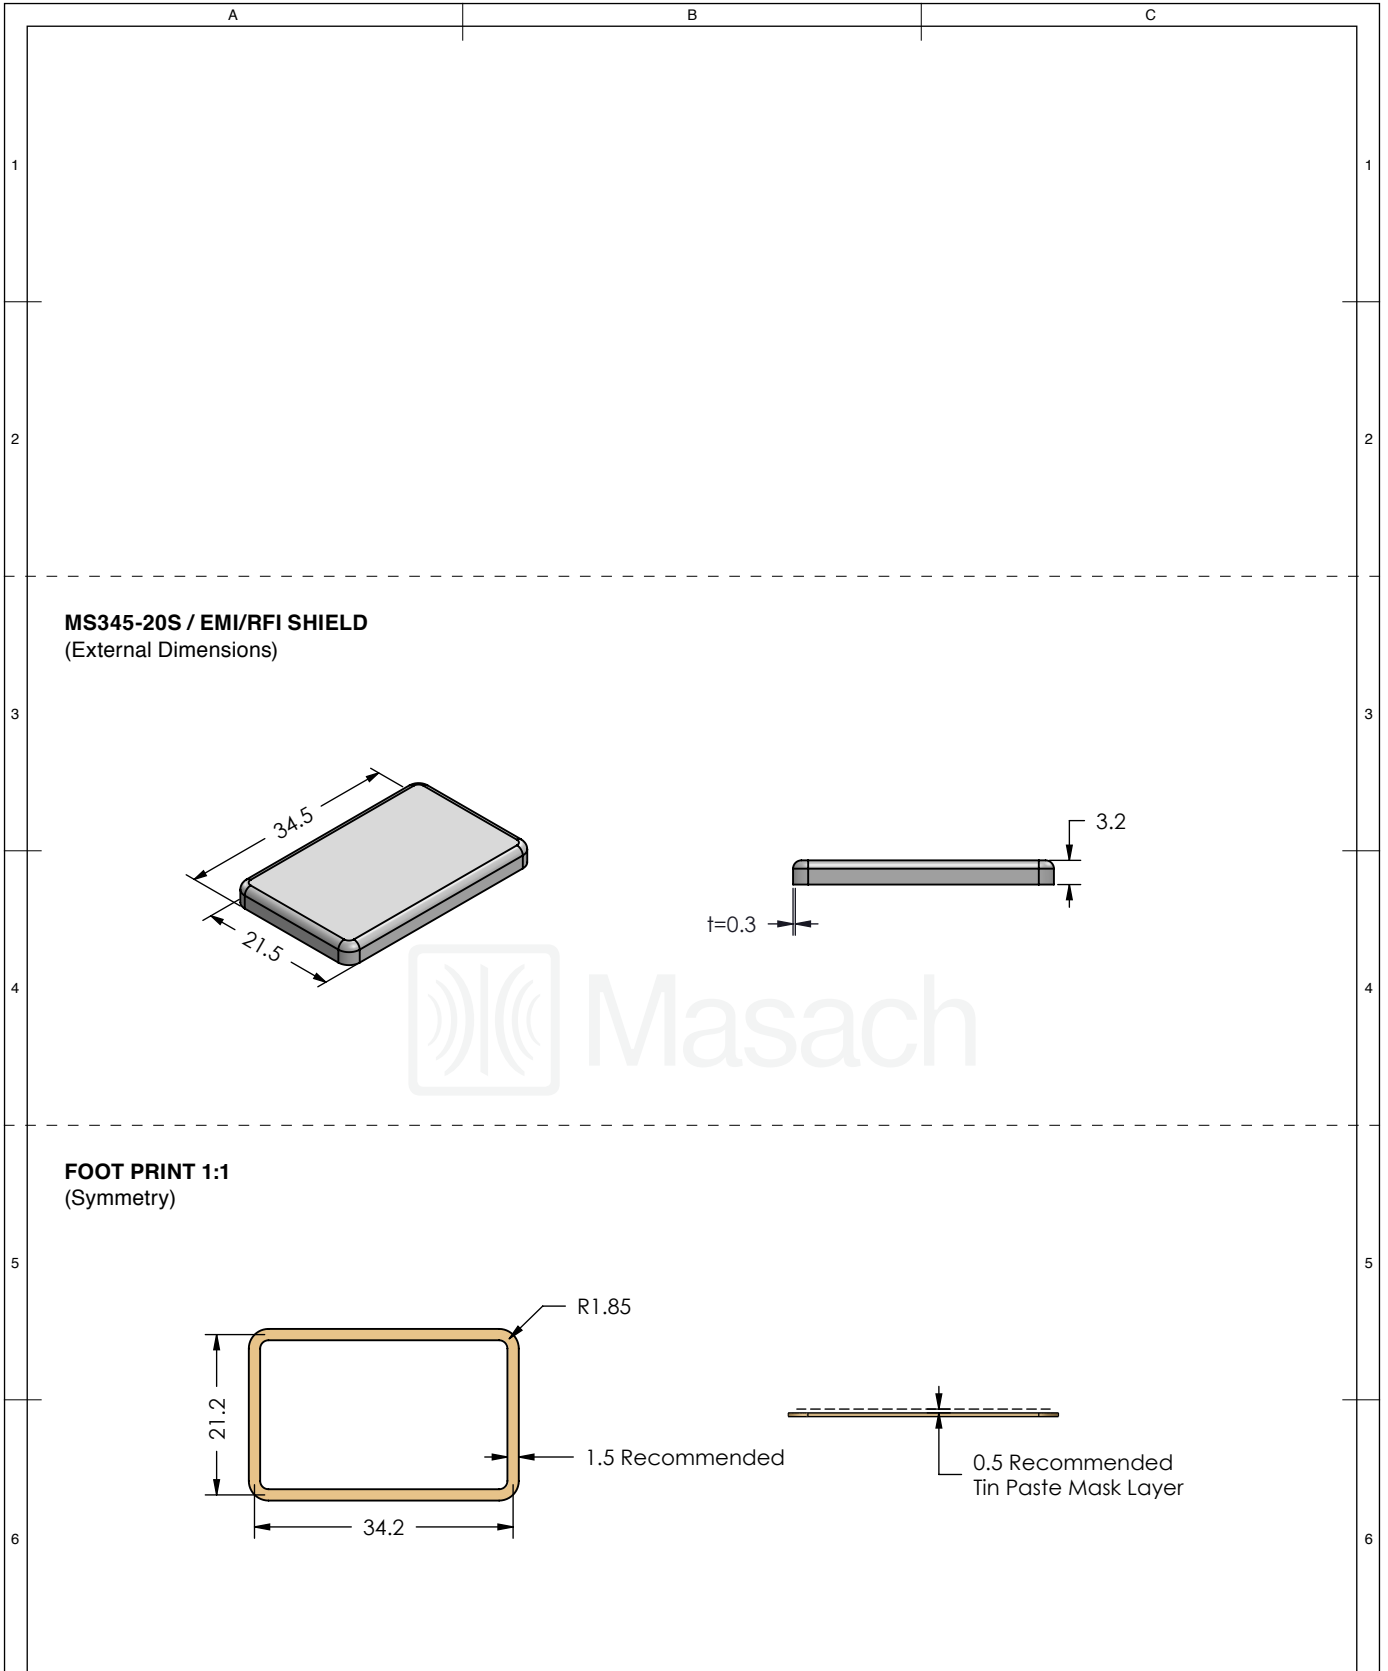 A B C
1 1
2 2
MS345-20S / EMI/RFI SHIELD
(External Dimensions)
3 3
34.5
3.2
t=0.3
21.5
Masach
4 4
FOOT PRINT 1:1
(Symmetry)
5 5
R1.85
21.2
1.5 Recommended
0.5 Recommended
Tin Paste Mask Layer
34.2
6 6